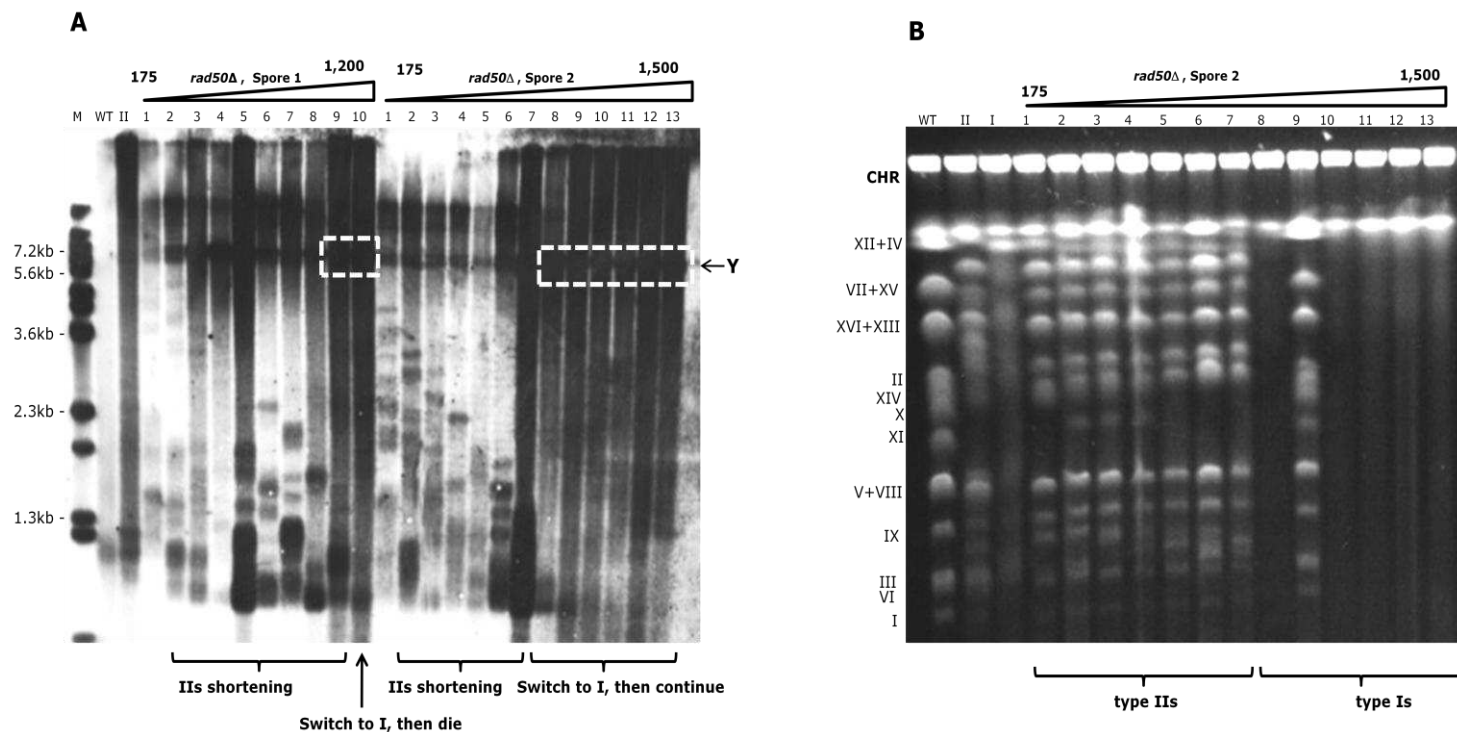 A
175 rad50Δ , Spore 1 1,200
175 rad50Δ , Spore 2 1,500
M WT II 1 2 3 4 5 6 7 8 9 10 1 2 3 4 5 6 7 8 9 10 11 12 13
7.2kb -
5.6kb -
3.6kb -
2.3kb -
1.3kb -
Y
IIs shortening
Switch to I, then die
IIs shortening
Switch to I, then continue
B
175 rad50Δ , Spore 2 1,500
WT II I 1 2 3 4 5 6 7 8 9 10 11 12 13
CHR
XII+IV
VII+XV
XVI+XIII
II
XIV
X
XI
V+VIII
IX
III
VI
I
type IIs
type Is